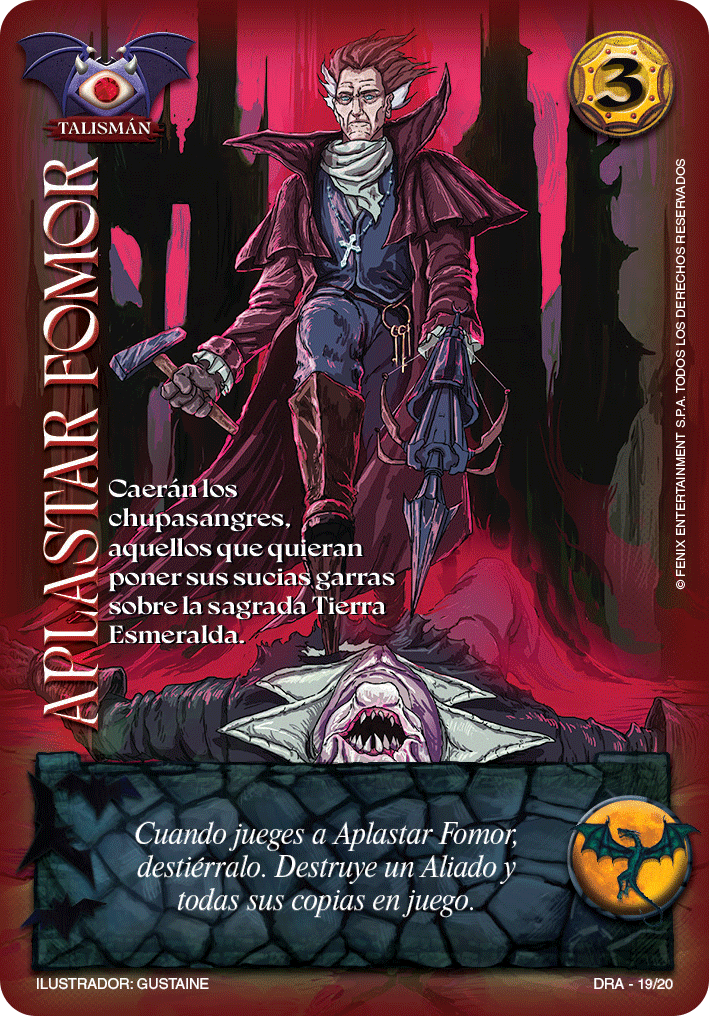 TALISMÁN
3
APLASTAR FOMOR
© FENIX ENTERTAINMENT S.P.A. TODOS LOS DERECHOS RESERVADOS
Caerán los
chupasangres,
aquellos que quieran
poner sus sucias garras
sobre la sagrada Tierra
Esmeralda.
Cuando juegues a Aplastar Fomor,
destiérralo. Destruye un Aliado y
todas sus copias en juego.
ILUSTRADOR: GUSTAINE
DRA - 19/20